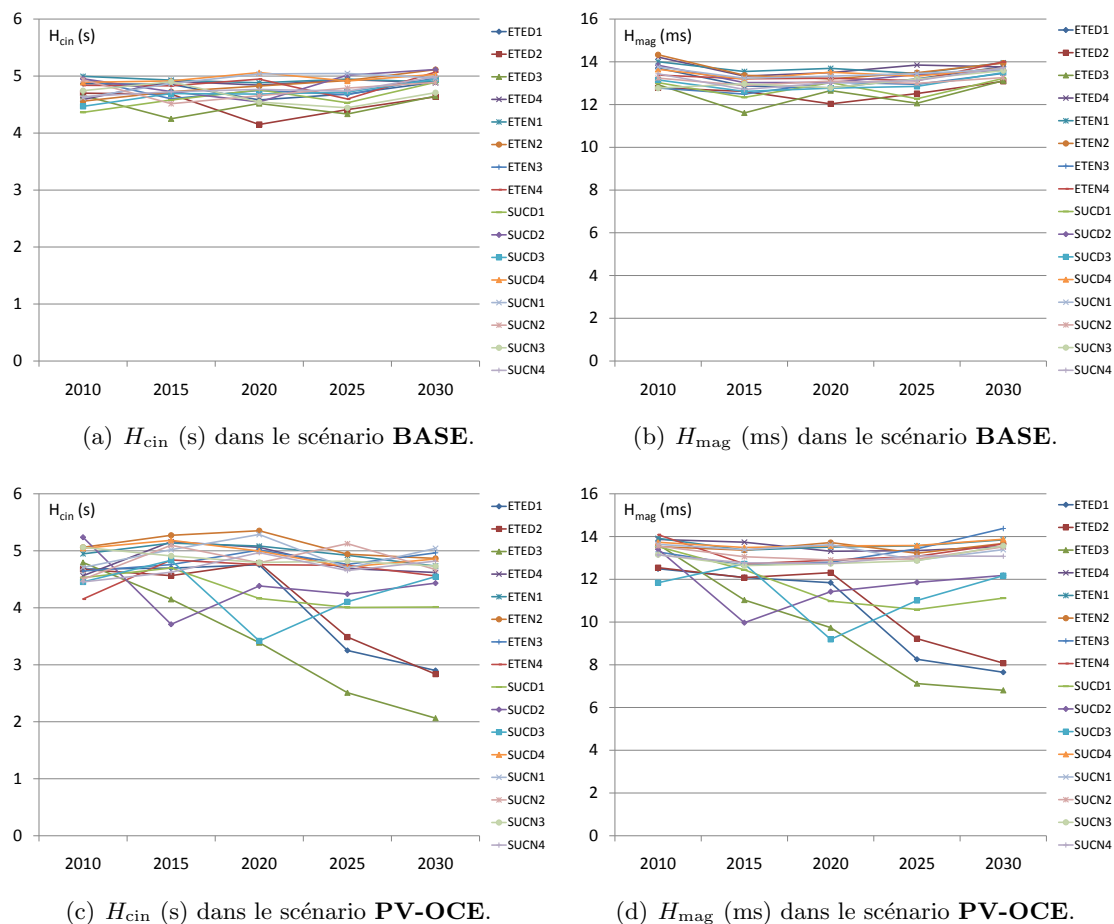 H_cin (s)
6
5
4
3
2
1
0
2010 2015 2020 2025 2030
ETED1
ETED2
ETED3
ETED4
ETEN1
ETEN2
ETEN3
ETEN4
SUCD1
SUCD2
SUCD3
SUCD4
SUCN1
SUCN2
SUCN3
SUCN4
(a) H_cin (s) dans le scénario BASE.
H_mag (ms)
16
14
12
10
8
6
4
2
0
2010 2015 2020 2025 2030
ETED1
ETED2
ETED3
ETED4
ETEN1
ETEN2
ETEN3
ETEN4
SUCD1
SUCD2
SUCD3
SUCD4
SUCN1
SUCN2
SUCN3
SUCN4
(b) H_mag (ms) dans le scénario BASE.
H_cin (s)
6
5
4
3
2
1
0
2010 2015 2020 2025 2030
ETED1
ETED2
ETED3
ETED4
ETEN1
ETEN2
ETEN3
ETEN4
SUCD1
SUCD2
SUCD3
SUCD4
SUCN1
SUCN2
SUCN3
SUCN4
(c) H_cin (s) dans le scénario PV-OCE.
H_mag (ms)
16
14
12
10
8
6
4
2
0
2010 2015 2020 2025 2030
ETED1
ETED2
ETED3
ETED4
ETEN1
ETEN2
ETEN3
ETEN4
SUCD1
SUCD2
SUCD3
SUCD4
SUCN1
SUCN2
SUCN3
SUCN4
(d) H_mag (ms) dans le scénario PV-OCE.